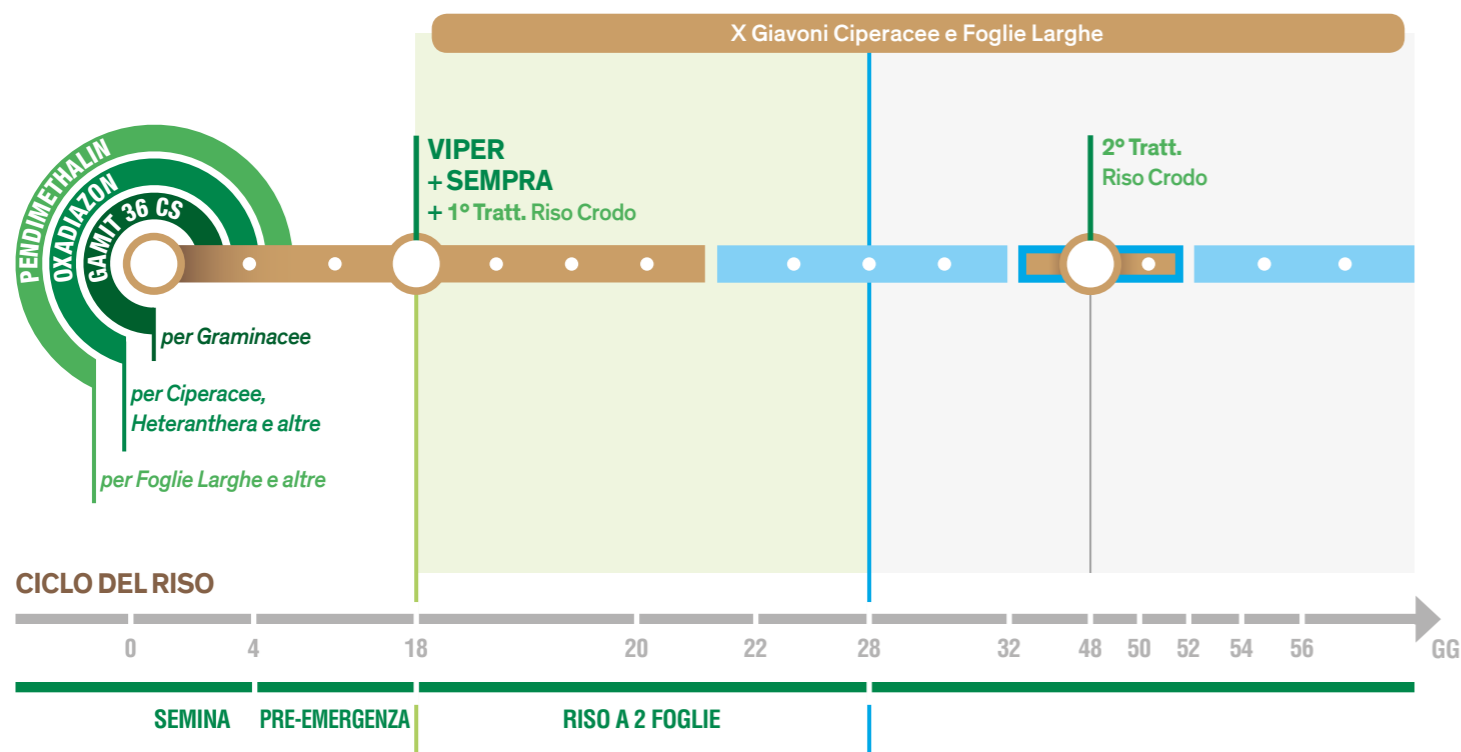 X Giavoni Ciperacee e Foglie Larghe
PENDIMETHALIN
OXADIAZON
GAMIT 36 CS
VIPER
+ SEMPRA
+ 1° Tratt. Riso Crodo
2° Tratt.
Riso Crodo
per Graminacee
per Ciperacee,
Heteranthera e altre
per Foglie Larghe e altre
CICLO DEL RISO
0 4 18 20 22 28 32 48 50 52 54 56 GG
SEMINA PRE-EMERGENZA RISO A 2 FOGLIE